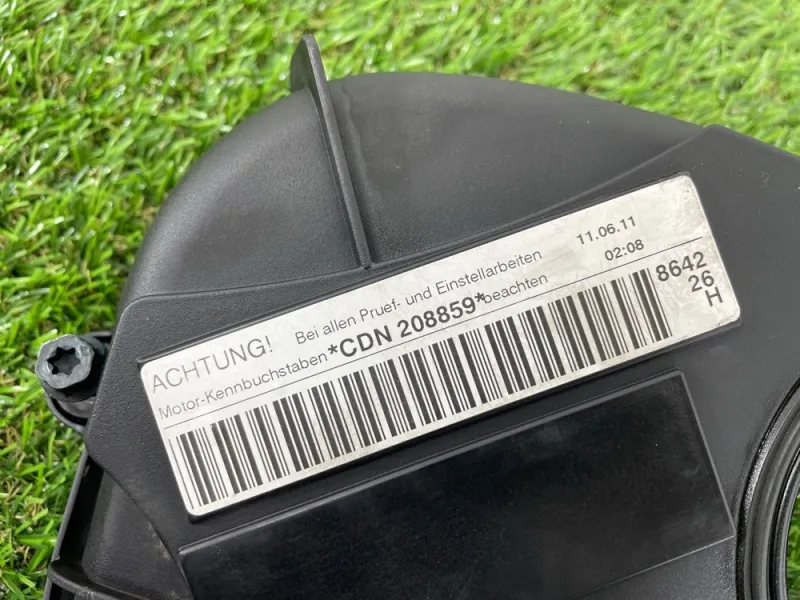 ACHTUNG! Bei allen Pruef- und Einstellarbeiten 11.06.11
Motor-Kennbuchstaben *CDN 208859* beachten 02:08
8642
26
H